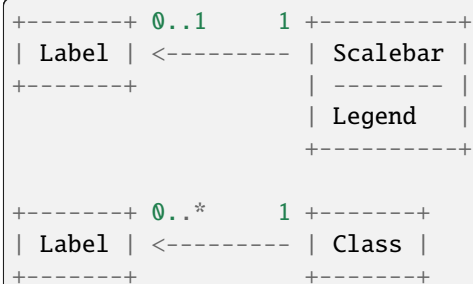 +-------+ 0..1    1 +----------+
| Label | <--------- | Scalebar |
+-------+            | -------- |
                     | Legend   |
                     +----------+
+-------+ 0..*    1 +-------+
| Label | <--------- | Class |
+-------+            +-------+